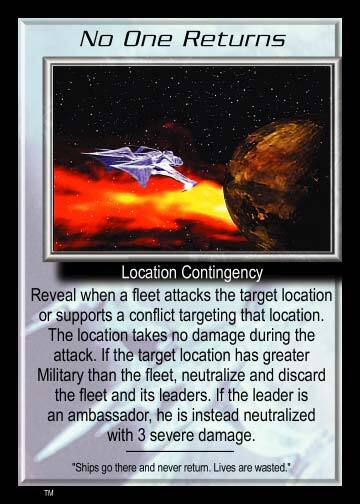 No One Returns
Location Contingency
Reveal when a fleet attacks the target location
or supports a conflict targeting that location.
The location takes no damage during the
attack. If the target location has greater
Military than the fleet, neutralize and discard
the fleet and its leaders. If the leader is
an ambassador, he is instead neutralized
with 3 severe damage.
"Ships go there and never return. Lives are wasted."
TM